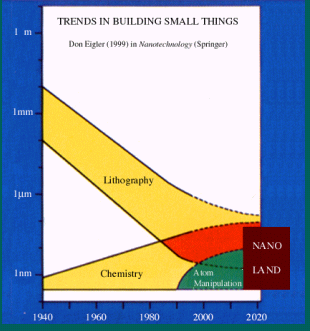 TRENDS IN BUILDING SMALL THINGS
Don Eigler (1999) in Nanotechnology (Springer)
1 m
1mm
1μm
1nm
Lithography
Chemistry
Atom
Manipulation
NANO
LAND
1940 1960 1980 2000 2020